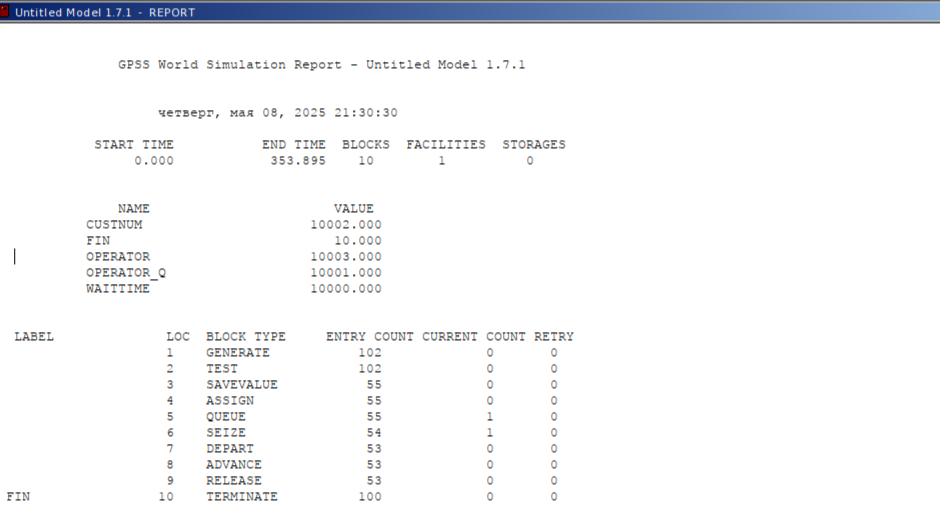 Untitled Model 1.7.1 - REPORT
GPSS World Simulation Report - Untitled Model 1.7.1
четверг, мая 08, 2025 21:30:30
START TIME END TIME BLOCKS FACILITIES STORAGES
0.000 353.895 10 1 0
NAME VALUE
CUSTNUM 10002.000
FIN 10.000
OPERATOR 10003.000
OPERATOR_Q 10001.000
WAITTIME 10000.000
LABEL LOC BLOCK TYPE ENTRY COUNT CURRENT COUNT RETRY
1 GENERATE 102 0 0
2 TEST 102 0 0
3 SAVEVALUE 55 0 0
4 ASSIGN 55 0 0
5 QUEUE 55 1 0
6 SEIZE 54 1 0
7 DEPART 53 0 0
8 ADVANCE 53 0 0
9 RELEASE 53 0 0
FIN 10 TERMINATE 100 0 0